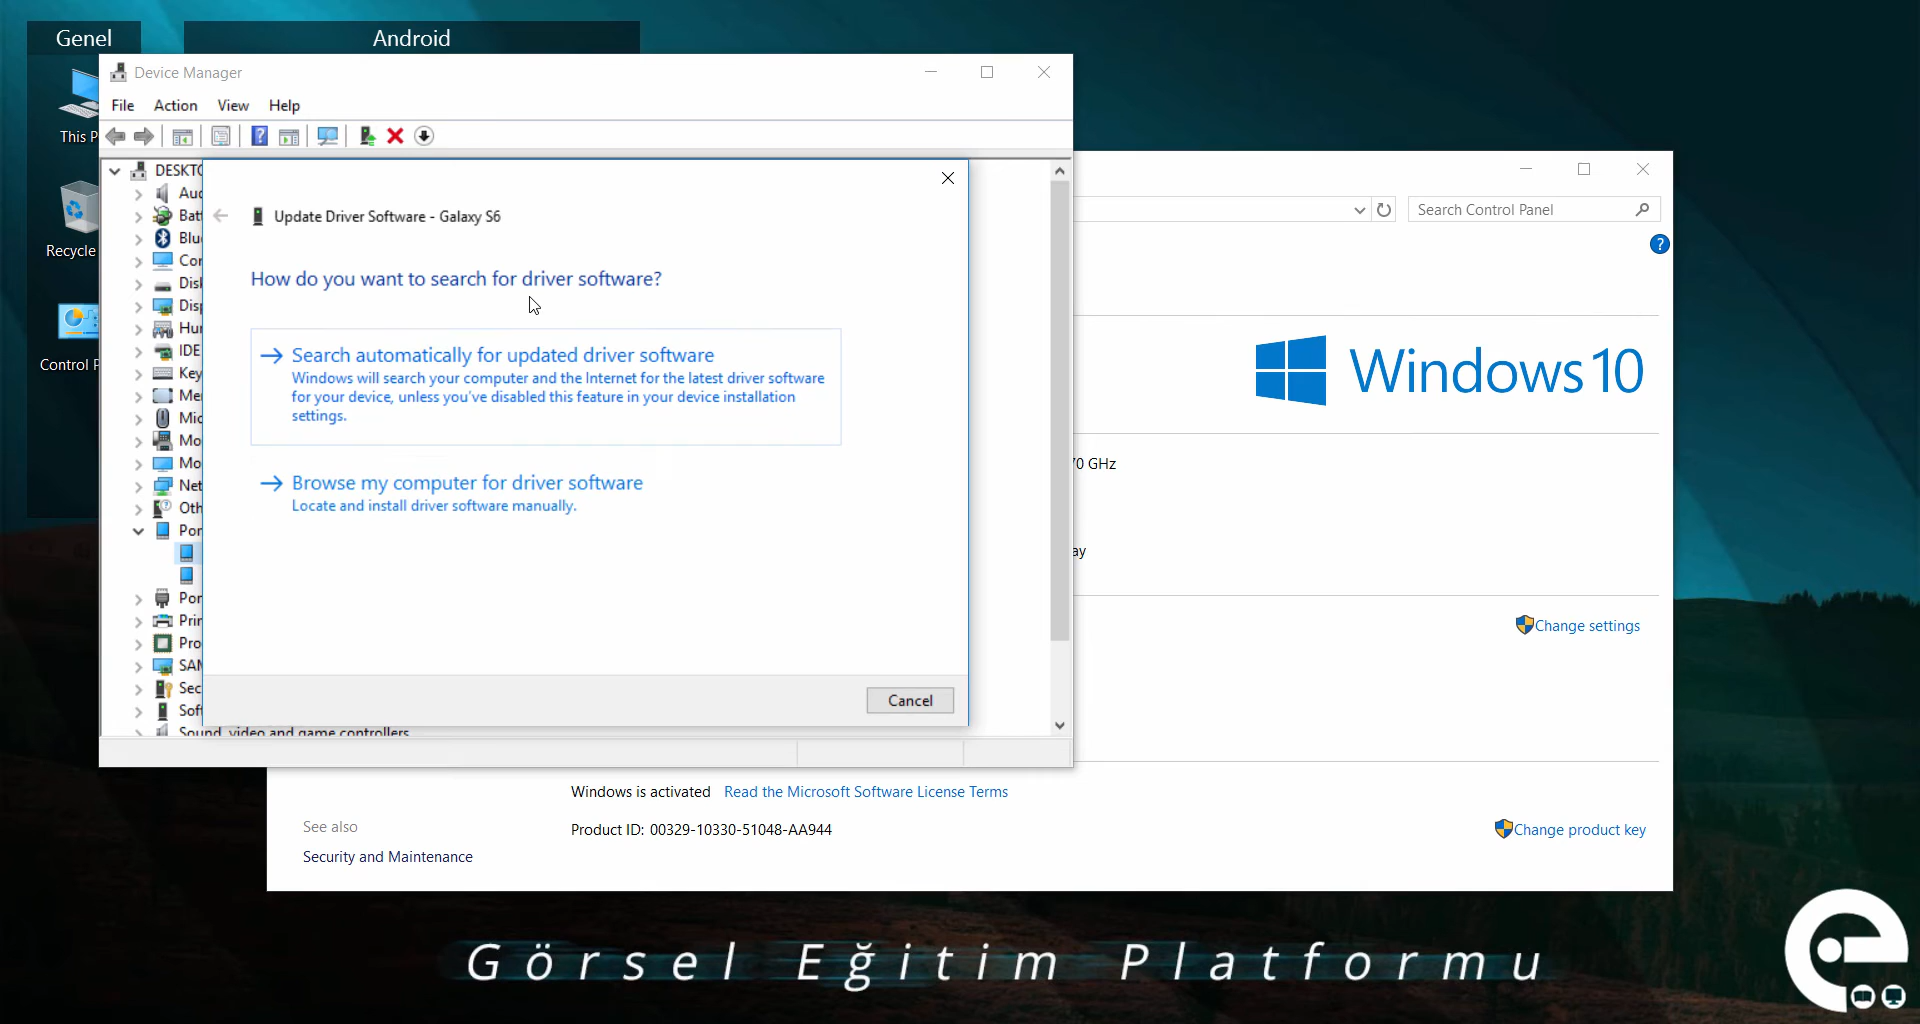 Genel
Android
This P
Recycle
Control P
Device Manager
File Action View Help
DESKTO
Aud
Batt
Blu
Cor
Disk
Disp
Hur
IDE
Key
Mer
Mic
Mo
Mo
Net
Oth
Por
Por
Prin
Pro
SAM
Sec
Soft
Sound, video and game controllers
Update Driver Software - Galaxy S6
How do you want to search for driver software?
Search automatically for updated driver software
Windows will search your computer and the Internet for the latest driver software
for your device, unless you've disabled this feature in your device installation
settings.
Browse my computer for driver software
Locate and install driver software manually.
Cancel
Search Control Panel
?
Windows 10
70 GHz
ay
Change settings
Windows is activated Read the Microsoft Software License Terms
Product ID: 00329-10330-51048-AA944
Change product key
See also
Security and Maintenance
Görsel Eğitim Platformu